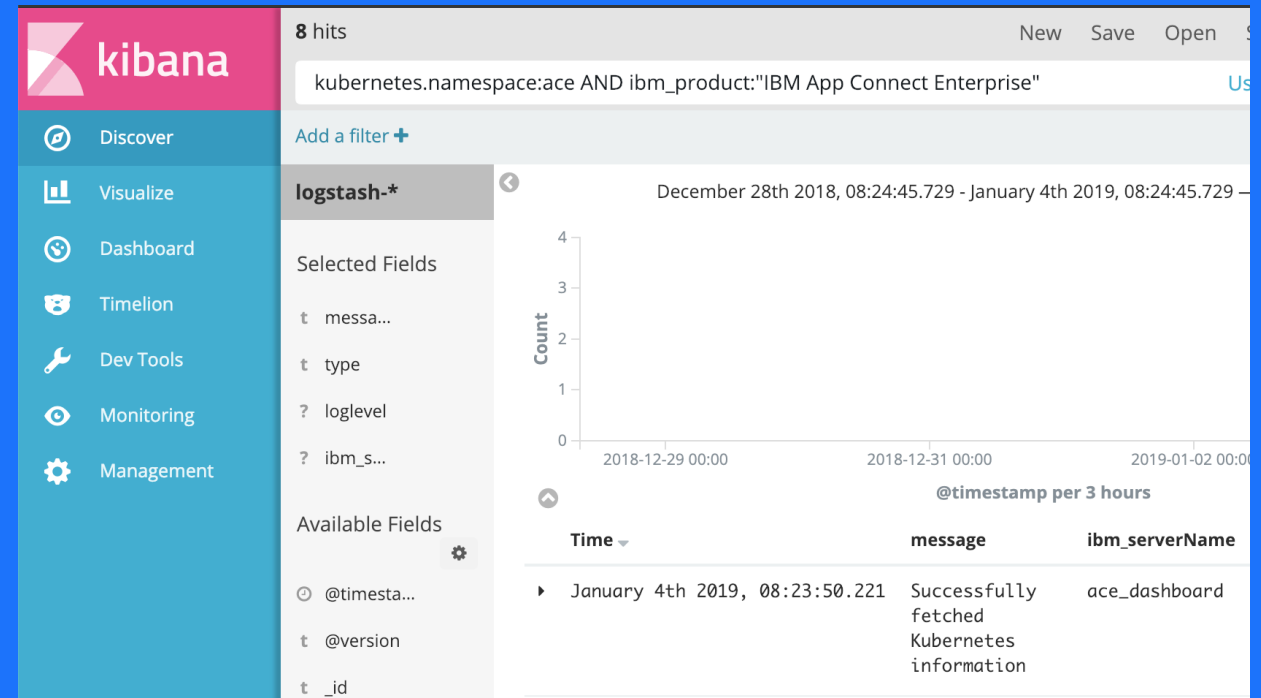 kibana
Discover
Visualize
Dashboard
Timelion
Dev Tools
Monitoring
Management
8 hits
New Save Open
kubernetes.namespace:ace AND ibm_product:"IBM App Connect Enterprise"
Add a filter +
logstash-*
Selected Fields
t messa...
t type
? loglevel
? ibm_s...
Available Fields
@timesta...
t @version
t _id
December 28th 2018, 08:24:45.729 - January 4th 2019, 08:24:45.729 —
4
3
2
1
0
Count
2018-12-29 00:00 2018-12-31 00:00 2019-01-02 00:00
@timestamp per 3 hours
Time message ibm_serverName
January 4th 2019, 08:23:50.221 Successfully ace_dashboard
fetched
Kubernetes
information